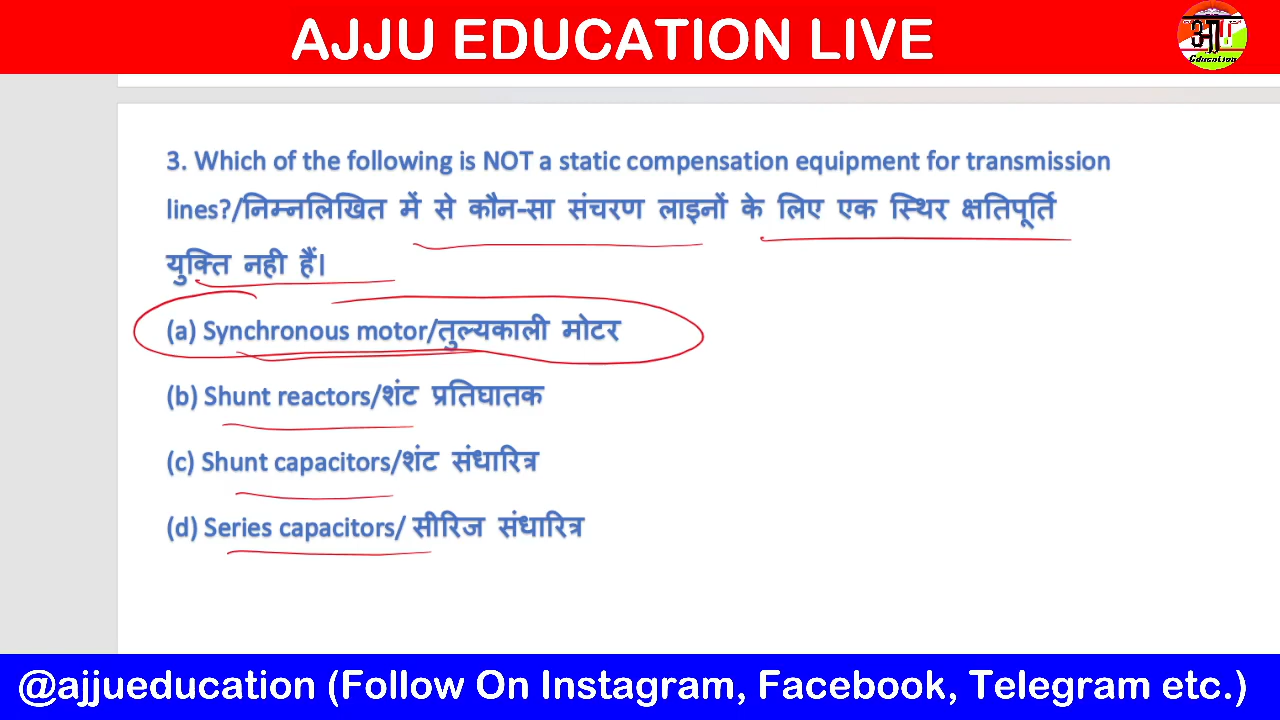 AJJU EDUCATION LIVE
आjj
Education
3. Which of the following is NOT a static compensation equipment for transmission
lines?/निम्नलिखित में से कौन-सा संचरण लाइनों के लिए एक स्थिर क्षतिपूर्ति
युक्ति नही हैं।
(a) Synchronous motor/तुल्यकाली मोटर
(b) Shunt reactors/शंट प्रतिघातक
(c) Shunt capacitors/शंट संधारित्र
(d) Series capacitors/ सीरिज संधारित्र
@ajjueducation (Follow On Instagram, Facebook, Telegram etc.)